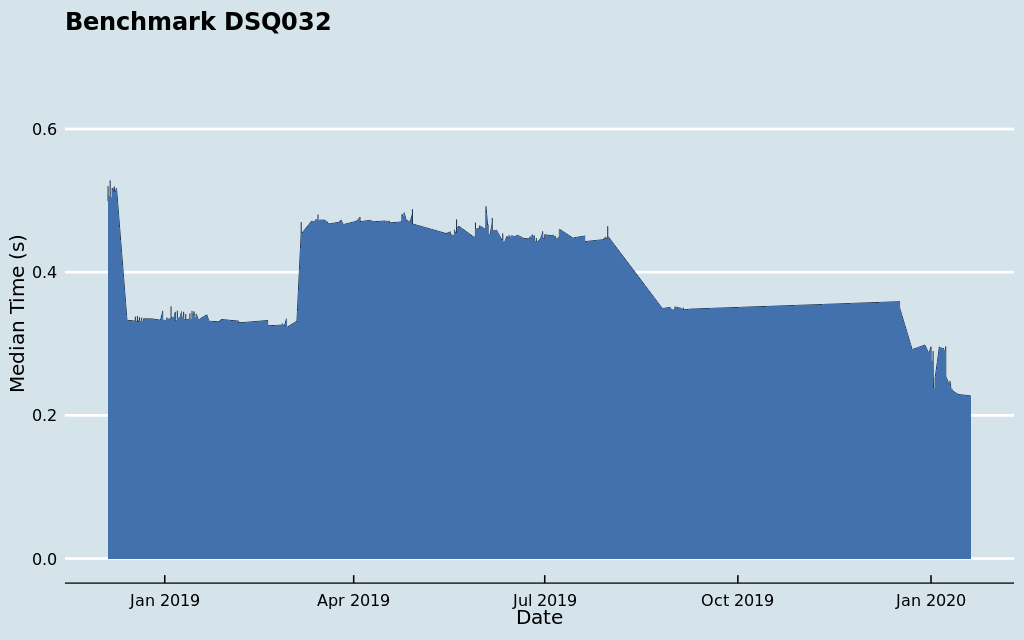 Benchmark DSQ032
Median Time (s)
0.6
0.4
0.2
0.0
Jan 2019
Apr 2019
Jul 2019
Oct 2019
Jan 2020
Date